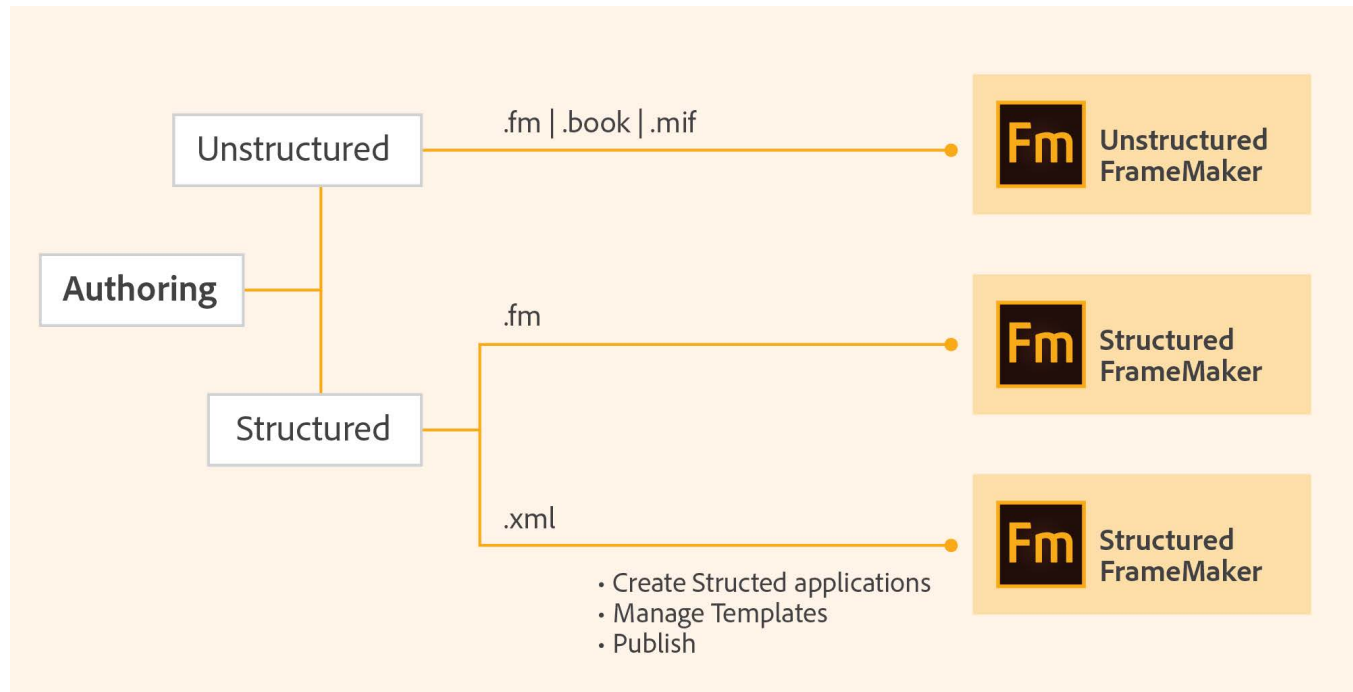 .fm | .book | .mif
Unstructured
Fm
Unstructured
FrameMaker
Authoring
.fm
Fm
Structured
FrameMaker
Structured
.xml
Fm
Structured
FrameMaker
• Create Structed applications
• Manage Templates
• Publish